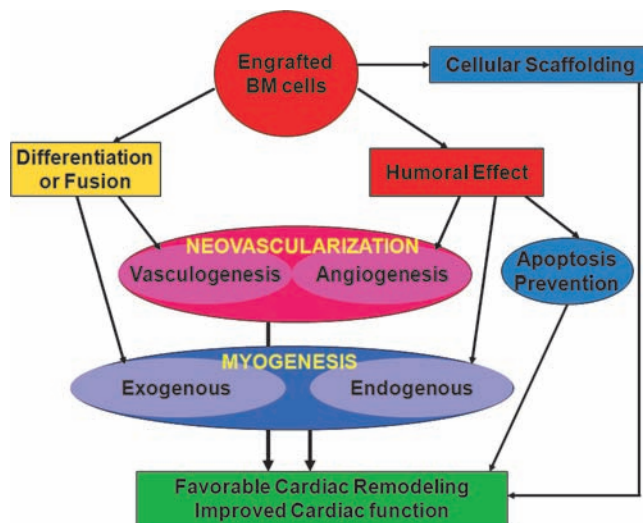 Engrafted
BM cells
Cellular Scaffolding
Differentiation
or Fusion
Humoral Effect
NEOVASCULARIZATION
Vasculogenesis
Angiogenesis
Apoptosis
Prevention
MYOGENESIS
Exogenous
Endogenous
Favorable Cardiac Remodeling
Improved Cardiac function